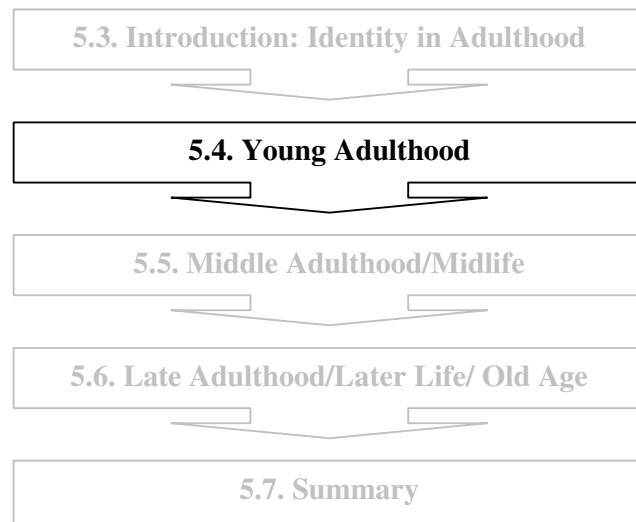 5.3. Introduction: Identity in Adulthood
5.4. Young Adulthood
5.5. Middle Adulthood/Midlife
5.6. Late Adulthood/Later Life/ Old Age
5.7. Summary